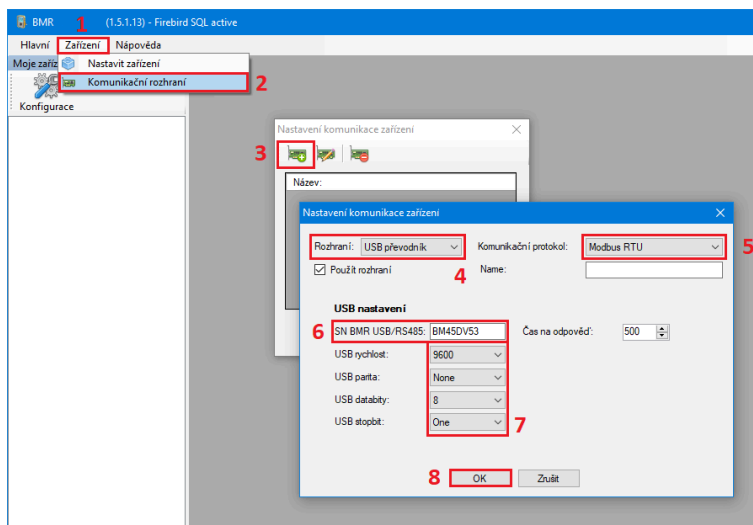 BMR (1.5.1.13) - Firebird SQL active
1
Hlavní Zařízení Nápověda
Moje zaříz
Nastavit zařízení
Komunikační rozhraní
2
Konfigurace
Nastavení komunikace zařízení
3
Název:
Nastavení komunikace zařízení
Rozhraní: USB převodník Komunikační protokol: Modbus RTU
5
Použít rozhraní
4
Name:
USB nastavení
6
SN BMR USB/RS485: BM45DV53 Čas na odpověď: 500
USB rychlost: 9600
USB parita: None
USB databity: 8
USB stopbit: One
7
8
OK Zrušit